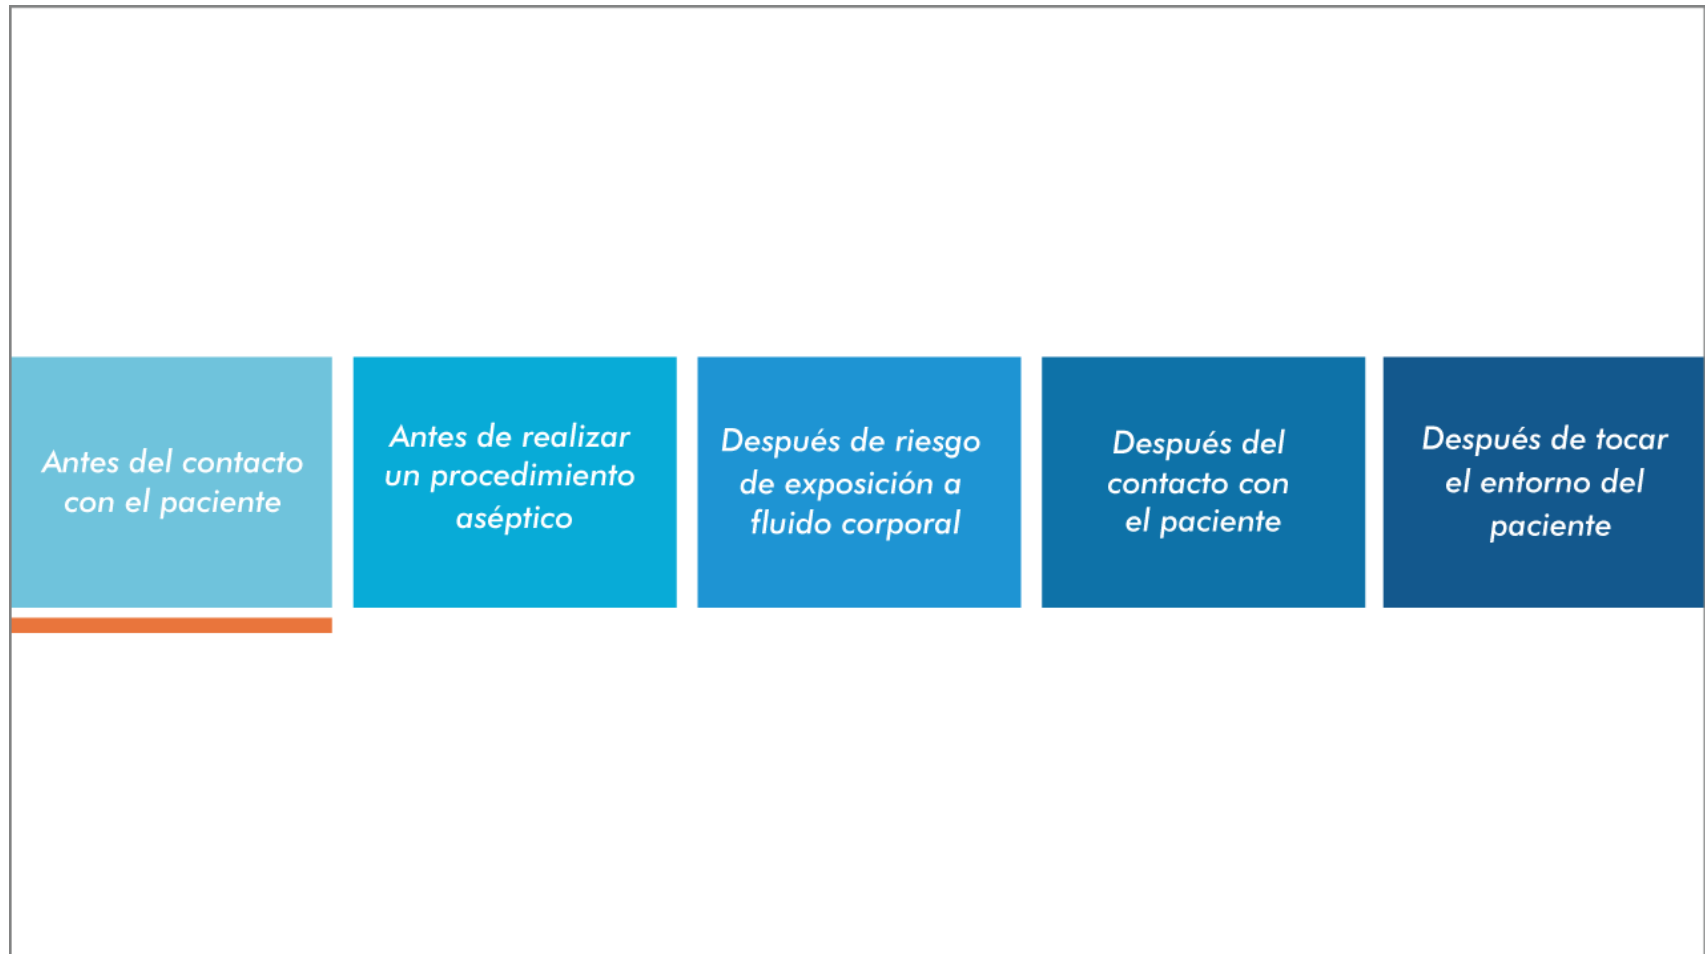 Antes del contacto
con el paciente
Antes de realizar
un procedimiento
aséptico
Después de riesgo
de exposición a
fluido corporal
Después del
contacto con
el paciente
Después de tocar
el entorno del
paciente